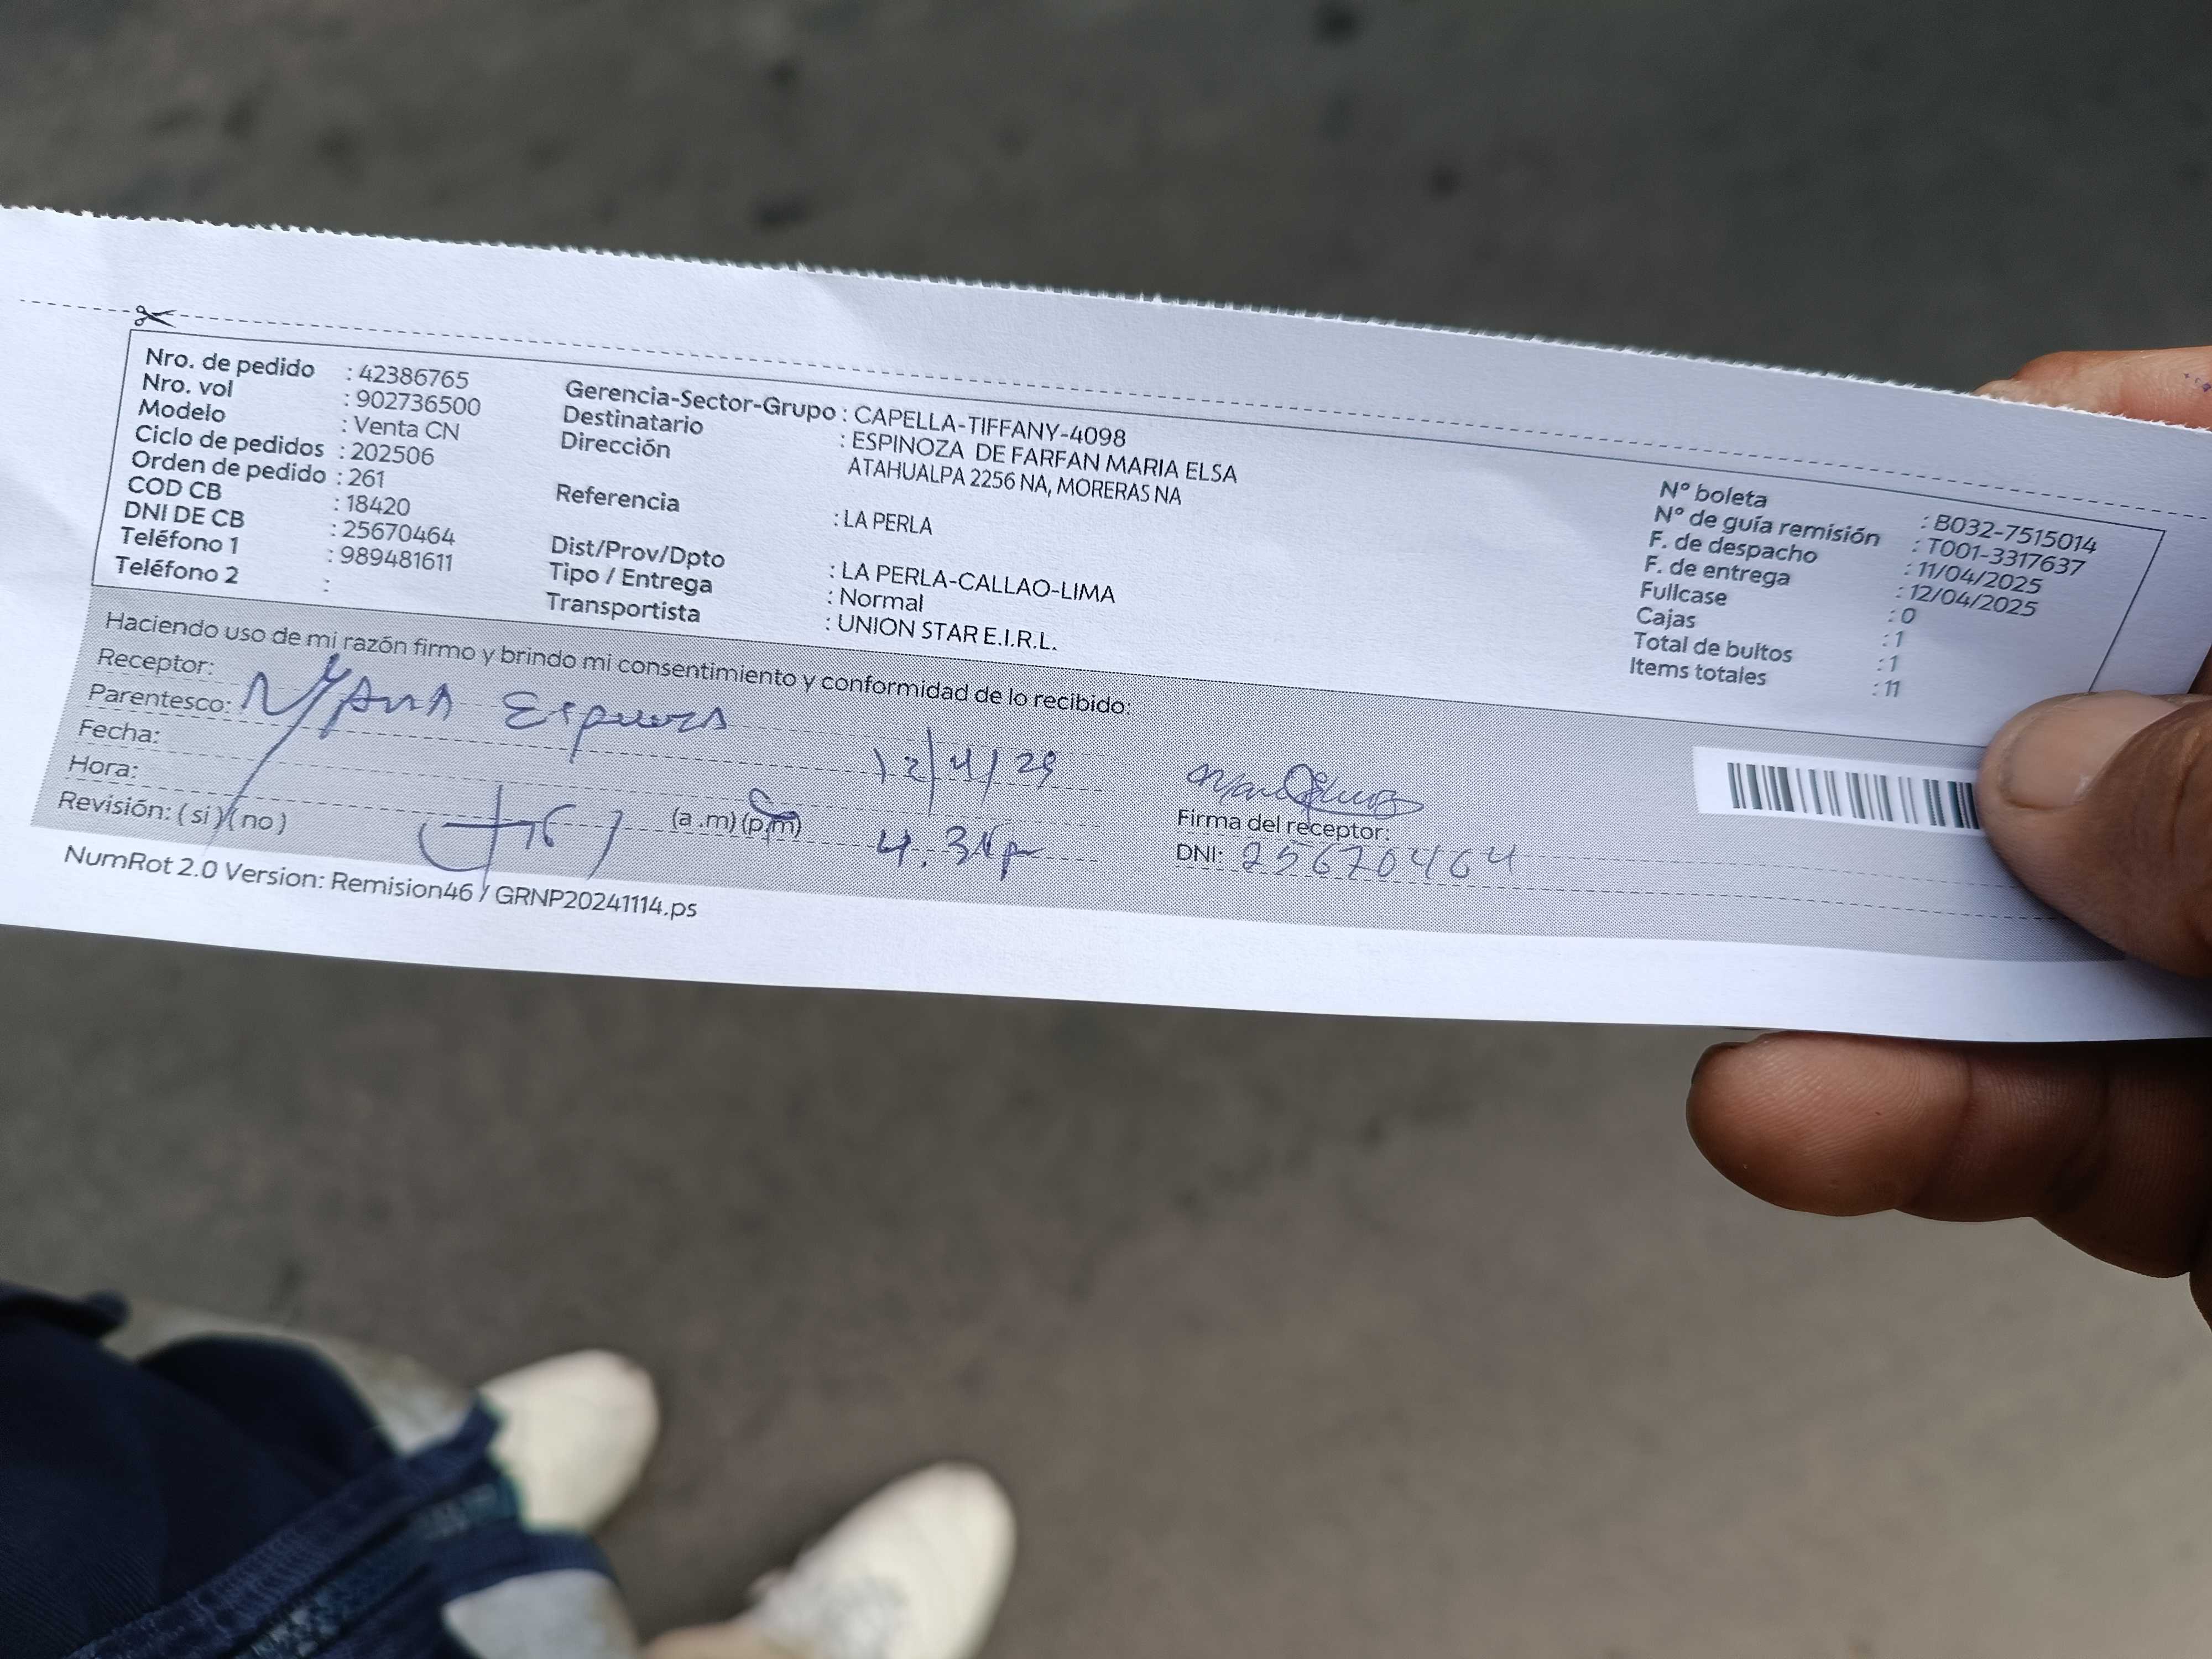 Nro. de pedido : 42386765
Nro. vol : 902736500
Modelo : Venta CN
Ciclo de pedidos : 202506
Orden de pedido : 261
COD CB : 18420
DNI DE CB : 25670464
Teléfono 1 : 989481611
Teléfono 2 :
Gerencia-Sector-Grupo : CAPELLA-TIFFANY-4098
Destinatario : ESPINOZA DE FARFAN MARIA ELSA
Dirección ATAHUALPA 2256 NA, MORERAS NA
Referencia : LA PERLA
Dist/Prov/Dpto : LA PERLA-CALLAO-LIMA
Tipo / Entrega : Normal
Transportista : UNION STAR E.I.R.L.
N° boleta : B032-7515014
N° de guía remisión : T001-3317637
F. de despacho : 11/04/2025
F. de entrega : 12/04/2025
Fullcase : 0
Cajas : 1
Total de bultos : 1
Items totales : 11
Haciendo uso de mi razón firmo y brindo mi consentimiento y conformidad de lo recibido:
Receptor:
Parentesco:
Fecha:
Hora: (a .m) (p.m)
Revisión: ( si ) ( no )
Firma del receptor:
DNI: 25670464
NumRot 2.0 Version: Remision46 / GRNP20241114.ps